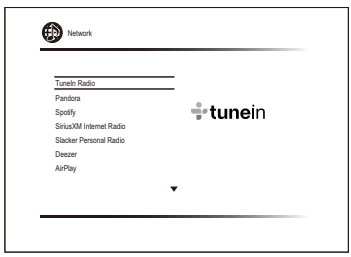 Network
TuneIn Radio
Pandora
Spotify
SiriusXM Internet Radio
Slacker Personal Radio
Deezer
AirPlay
tunein